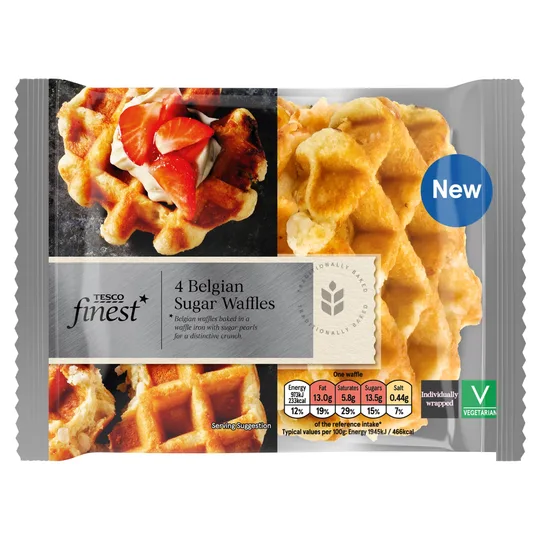 New
TESCO
finest*
4 Belgian
Sugar Waffles
*Belgian waffles baked in a
waffle iron with sugar pearls
for a distinctive crunch
TRADITIONALLY BAKED
TRADITIONALLY BAKED
One waffle
Energy
973kJ
233kcal
12%
Fat
13.0g
19%
Saturates
5.8g
29%
Sugars
13.5g
15%
Salt
0.44g
7%
of the reference intake*
Typical values per 100g: Energy 1945kJ / 466kcal
Individually
wrapped
V
VEGETARIAN
Serving Suggestion